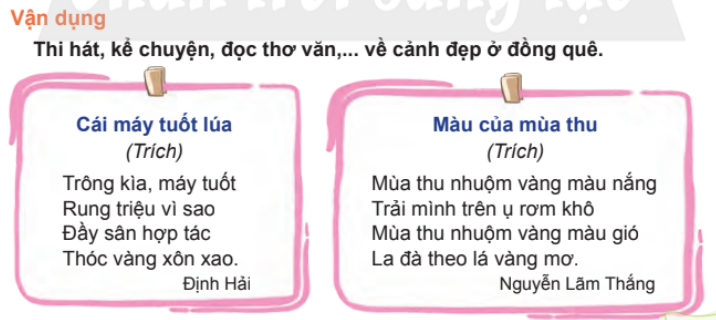 Vận dụng
Thi hát, kể chuyện, đọc thơ văn,... về cảnh đẹp ở đồng quê.
Cái máy tuốt lúa
(Trích)
Trông kìa, máy tuốt
Rung triệu vì sao
Đầy sân hợp tác
Thóc vàng xôn xao.
Định Hải
Màu của mùa thu
(Trích)
Mùa thu nhuộm vàng màu nắng
Trải mình trên ụ rơm khô
Mùa thu nhuộm vàng màu gió
La đà theo lá vàng mơ.
Nguyễn Lãm Thắng